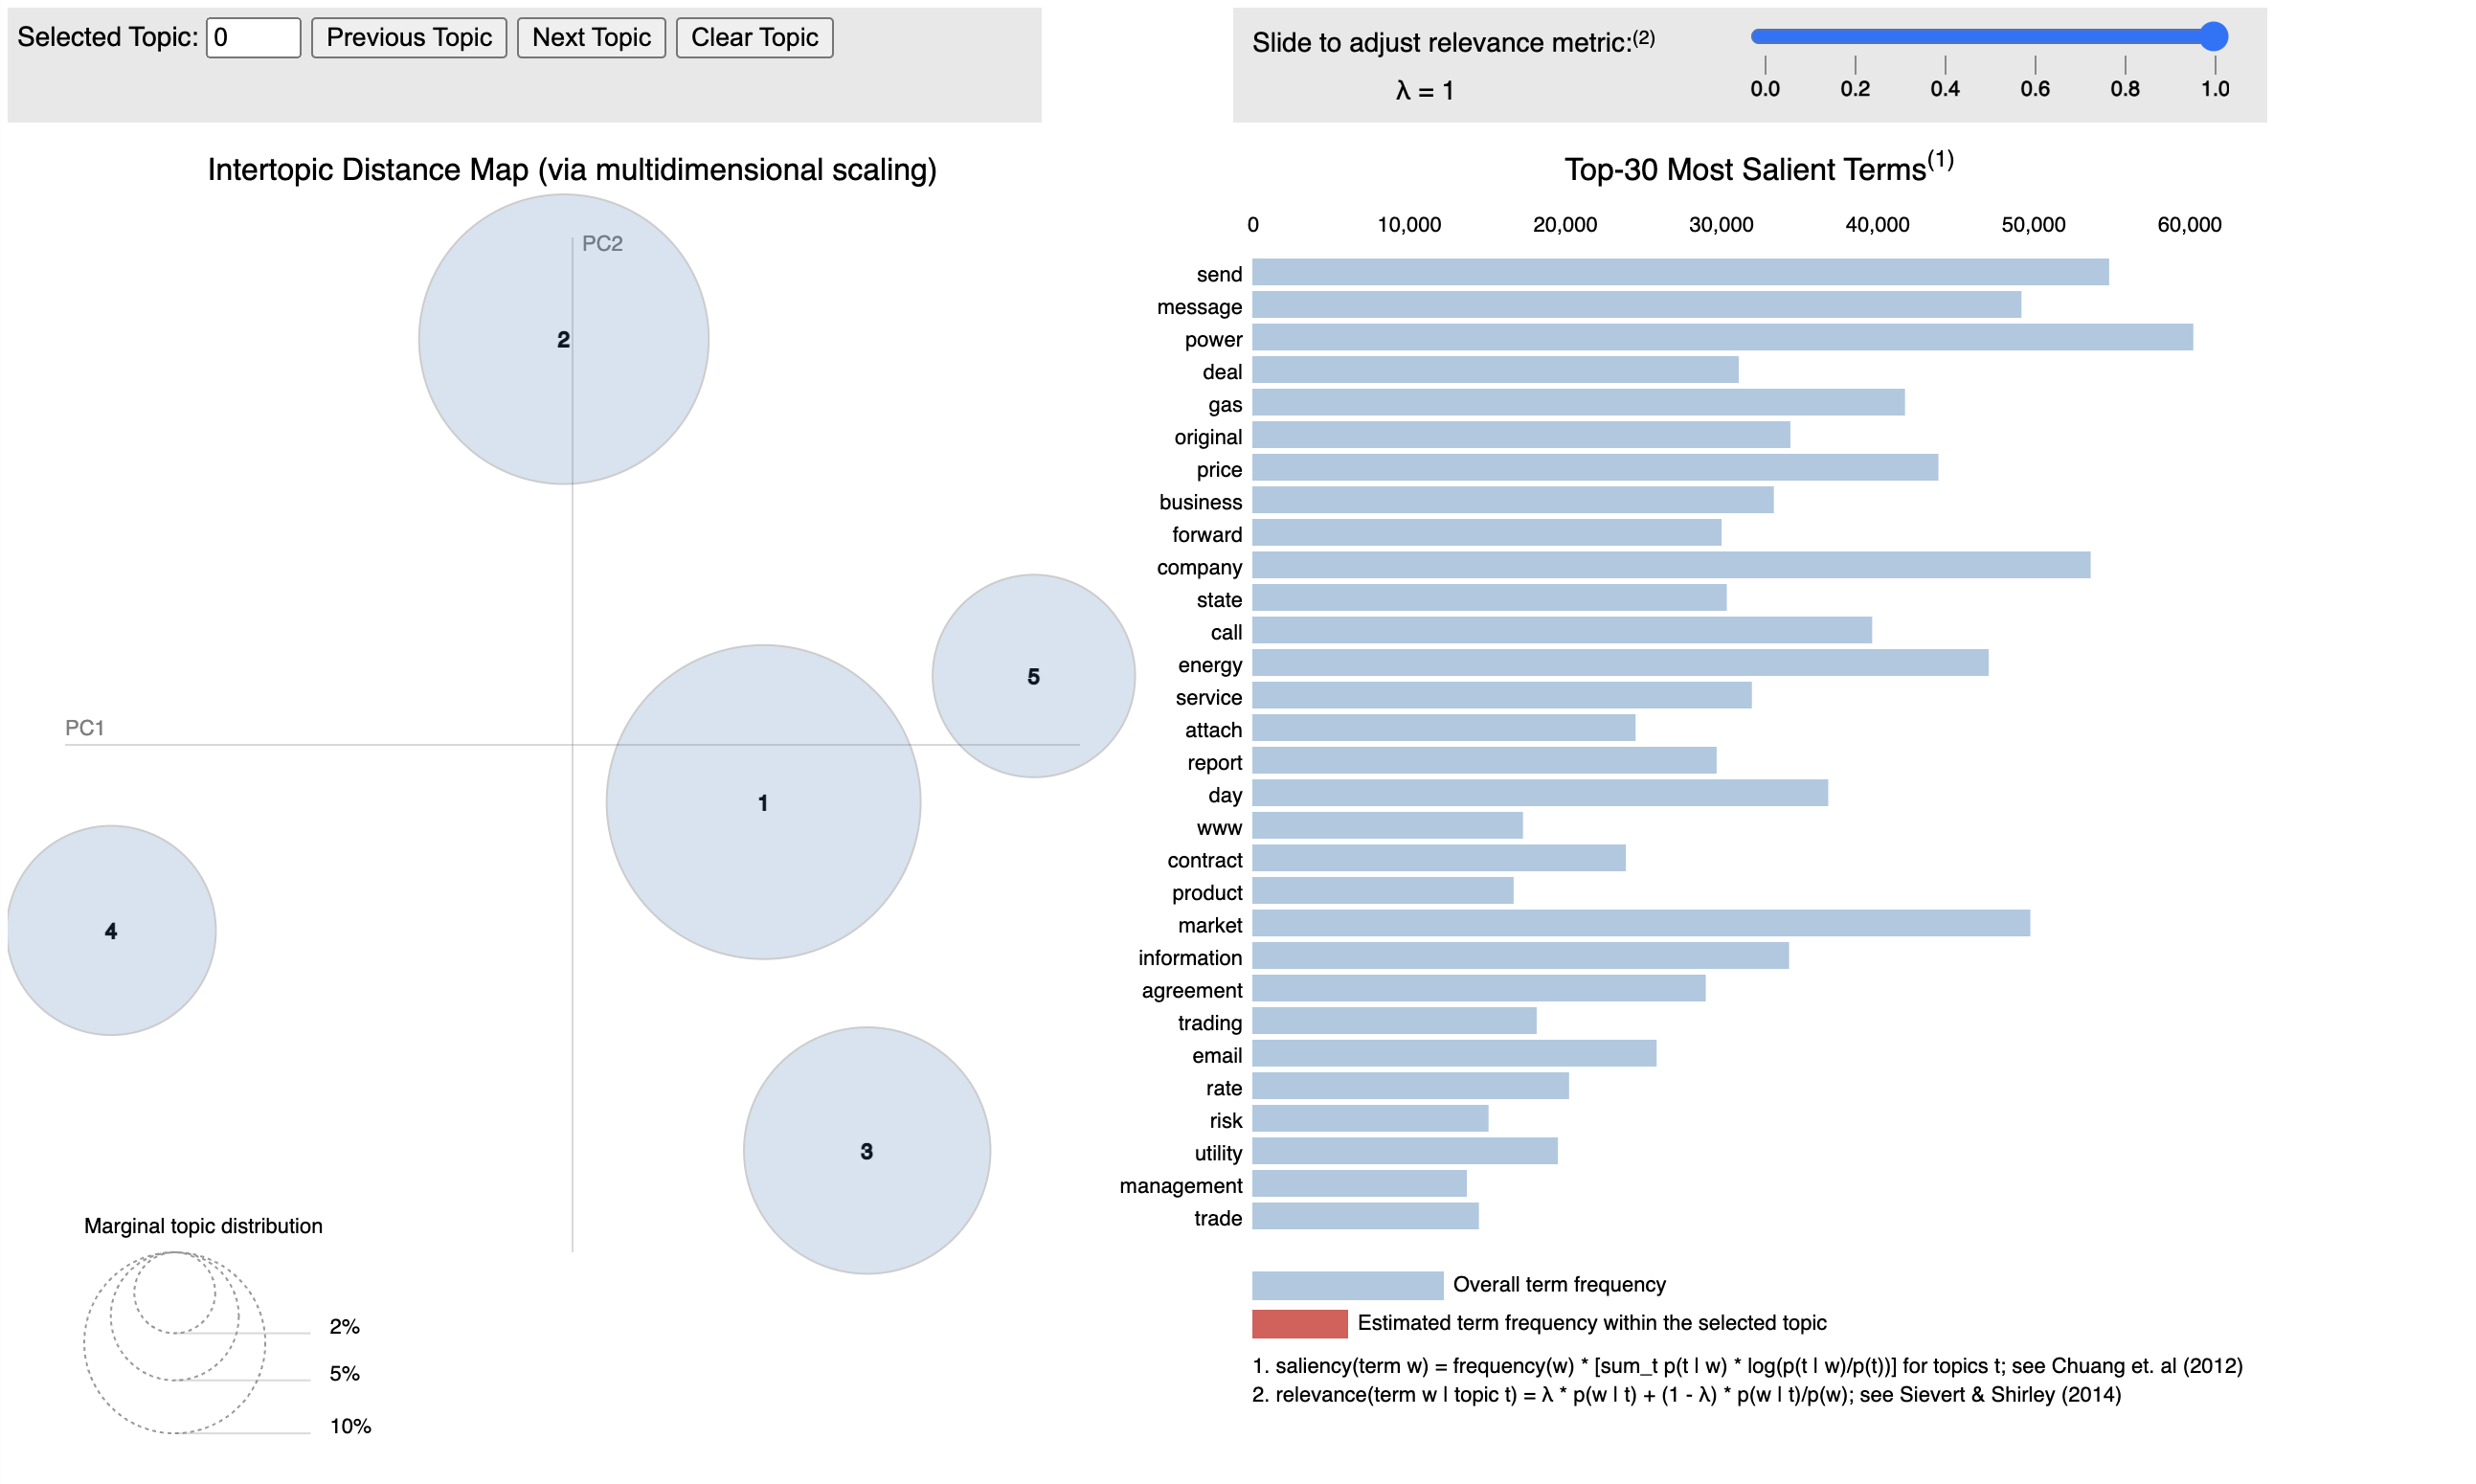 Selected Topic: 0 Previous Topic Next Topic Clear Topic
Slide to adjust relevance metric:(2)
λ = 1
0.0 0.2 0.4 0.6 0.8 1.0
Intertopic Distance Map (via multidimensional scaling)
PC2
2
5
PC1
1
4
3
Marginal topic distribution
2%
5%
10%
Top-30 Most Salient Terms(1)
0 10,000 20,000 30,000 40,000 50,000 60,000
send
message
power
deal
gas
original
price
business
forward
company
state
call
energy
service
attach
report
day
www
contract
product
market
information
agreement
trading
email
rate
risk
utility
management
trade
Overall term frequency
Estimated term frequency within the selected topic
1. saliency(term w) = frequency(w) * [sum_t p(t | w) * log(p(t | w)/p(t))] for topics t; see Chuang et. al (2012)
2. relevance(term w | topic t) = λ * p(w | t) + (1 - λ) * p(w | t)/p(w); see Sievert & Shirley (2014)